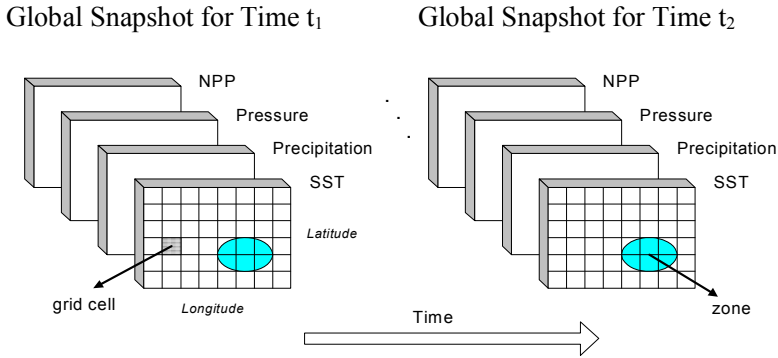 Global Snapshot for Time t₁
Global Snapshot for Time t₂
NPP
Pressure
Precipitation
SST
Latitude
grid cell
Longitude
NPP
Pressure
Precipitation
SST
zone
Time